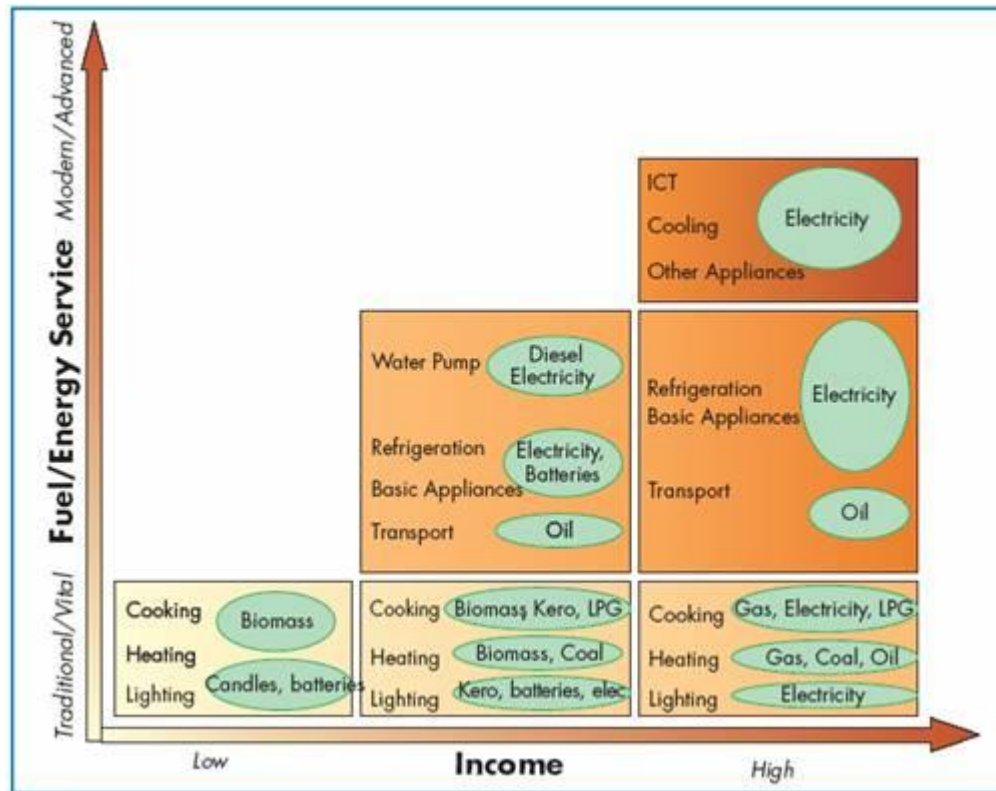 Fuel/Energy Service
Modern/Advanced
Traditional/Vital
ICT
Cooling
Other Appliances
Electricity
Water Pump
Diesel
Electricity
Refrigeration
Basic Appliances
Electricity,
Batteries
Transport
Oil
Refrigeration
Basic Appliances
Electricity
Transport
Oil
Cooking
Heating
Lighting
Biomass
Candles, batteries
Cooking
Biomass, Kero, LPG
Heating
Biomass, Coal
Lighting
Kero, batteries, elec
Cooking
Gas, Electricity, LPG
Heating
Gas, Coal, Oil
Lighting
Electricity
Low
Income
High